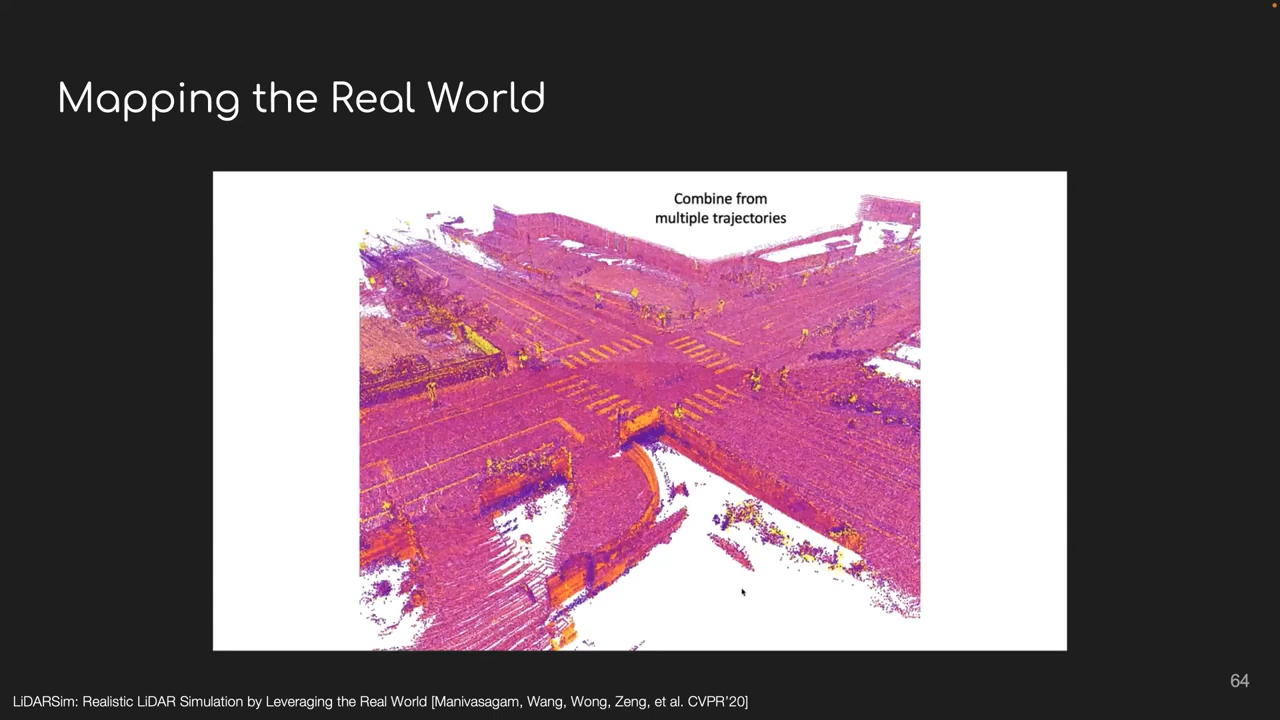 Mapping the Real World
Combine from
multiple trajectories
64
LiDARSim: Realistic LiDAR Simulation by Leveraging the Real World [Manivasagam, Wang, Wong, Zeng, et al. CVPR'20]